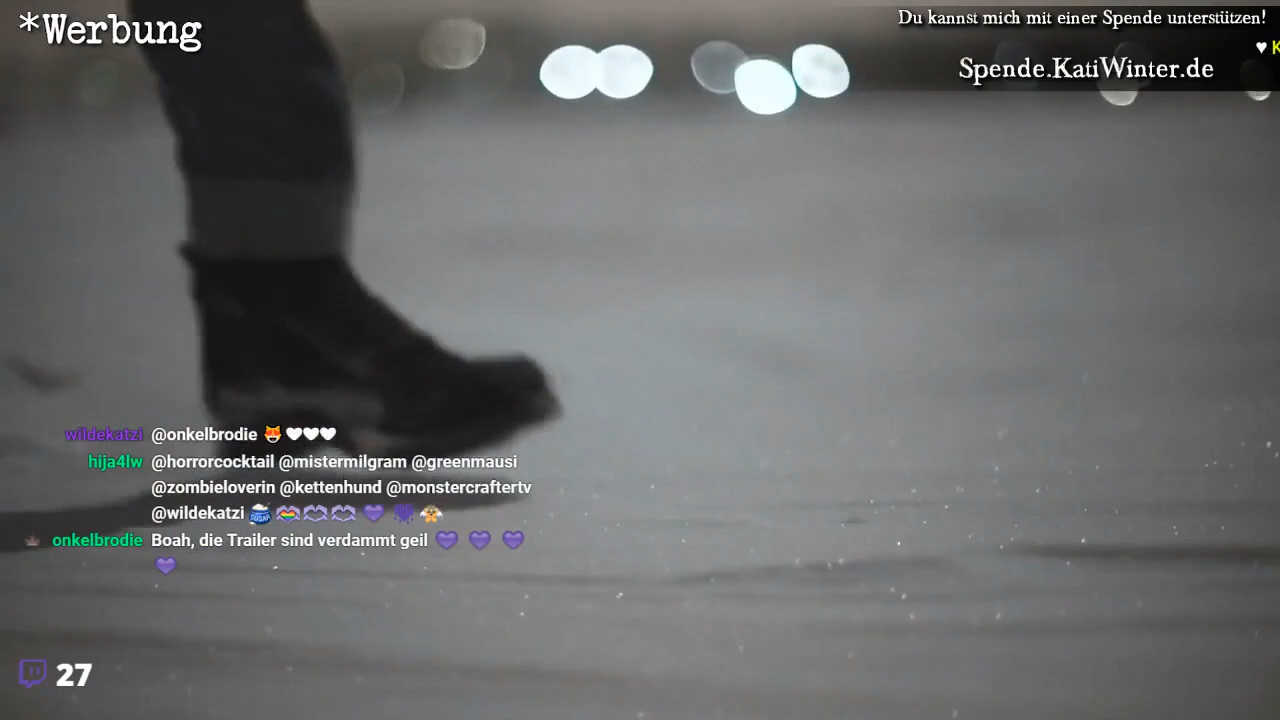 *Werbung
Du kannst mich mit einer Spende unterstützen!
♥ K
Spende.KatiWinter.de
wildekatzi @onkelbrodie 😻 🤍🤍🤍
hija4lw @horrorcocktail @mistermilgram @greenmausi
@zombieloverin @kettenhund @monstercraftertv
@wildekatzi
onkelbrodie Boah, die Trailer sind verdammt geil 💜 💜 💜
💜
27